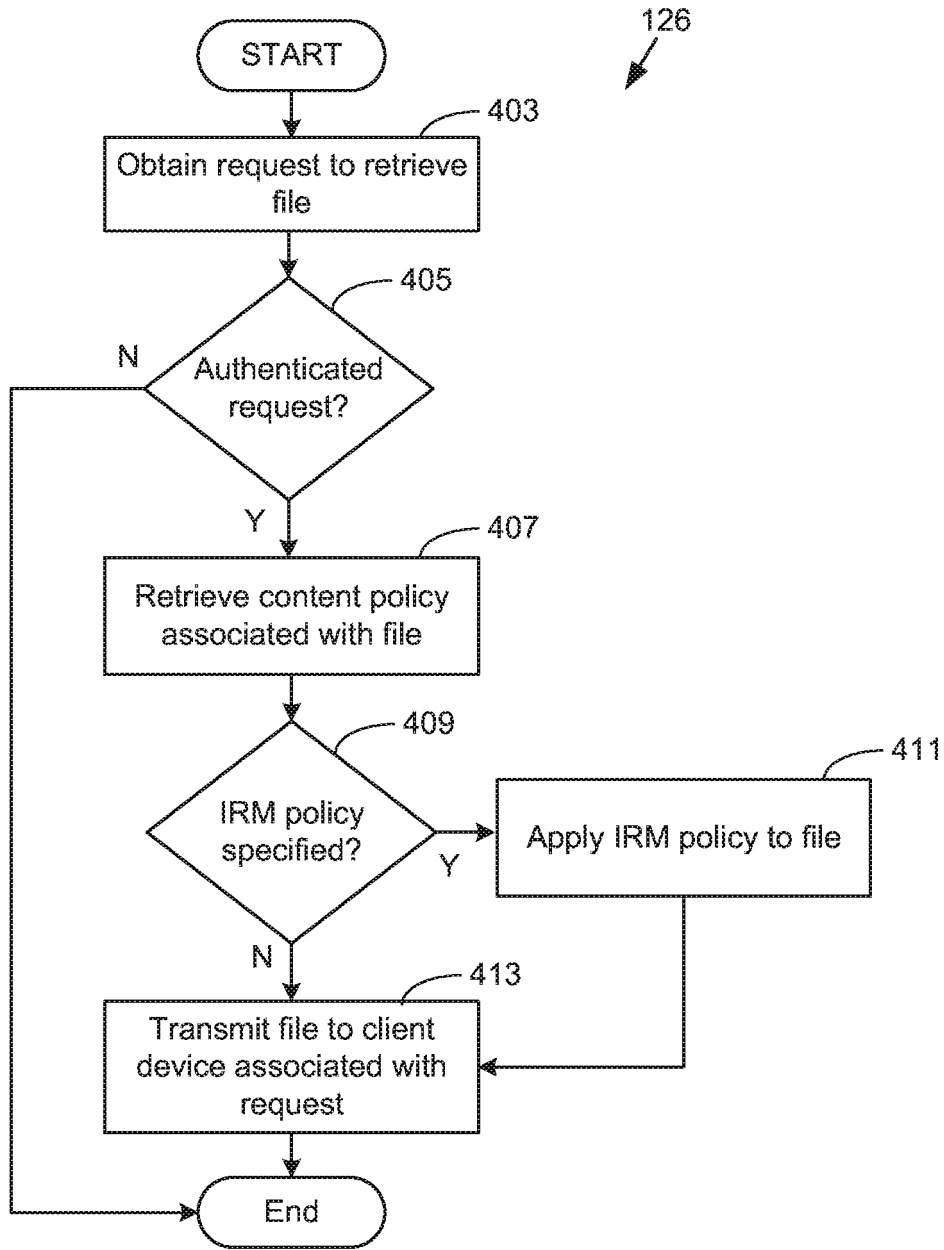 START
126
403
Obtain request to retrieve
file
405
N
Authenticated
request?
Y
407
Retrieve content policy
associated with file
409
411
IRM policy
specified?
Y
Apply IRM policy to file
N
413
Transmit file to client
device associated with
request
End